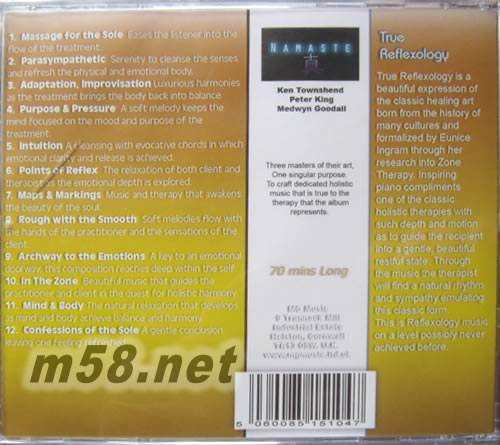 1. Massage for the Sole Eases the listener into the
flow of the treatment.
2. Parasympathetic Serenity to cleanse the senses
and refresh the physical and emotional body.
3. Adaptation, Improvisation Luxurious harmonies
as the treatment brings the body back into balance.
4. Purpose & Pressure A soft melody keeps the
mind focused on the mood and purpose of the
treatment.
5. Intuition A cleansing with evocative chords in which
emotional clarity and release is achieved.
6. Points of Reflex The relaxation of both client and
therapist as the emotional depth is explored.
7. Maps & Markings Music and therapy that awakens
the beauty of the soul.
8. Rough with the Smooth Soft melodies flow with
the hands of the practitioner and the sensations of the
client
9. Archway to the Emotions A key to an emotional
doorway, this composition reaches deep within the self
10. In The Zone Beautiful music that guides the
practitioner and client in the quest for holistic harmony.
11. Mind & Body The natural relaxation that develops
as mind and body achieve balance and harmony.
12. Confessions of the Sole A gentle conclusion
leaving one feeling refreshed.
m58.net
NAMASTE
真
Ken Townshend
Peter King
Medwyn Goodall
Three masters of their art,
One singular purpose.
To craft dedicated holistic
music that is true to the
therapy that the album
represents.
70 mins Long
MG Music
Industrial Estate
Helston, Cornwall
U.K.
www.mgmusic.ltd.uk
5 060085 151047
True
Reflexology
True Reflexology is a
beautiful expression of
the classic healing art
born from the history of
many cultures and
formalized by Eunice
Ingram through her
research into Zone
Therapy. Inspiring
piano compliments
one of the classic
holistic therapies with
such depth and motion
as to guide the recipient
into a gentle, beautiful
restful state. Through
the music the therapist
will find a natural rhythm
and sympathy emulating
this classic form
This is Reflexology music
on a level possibly never
achieved before.